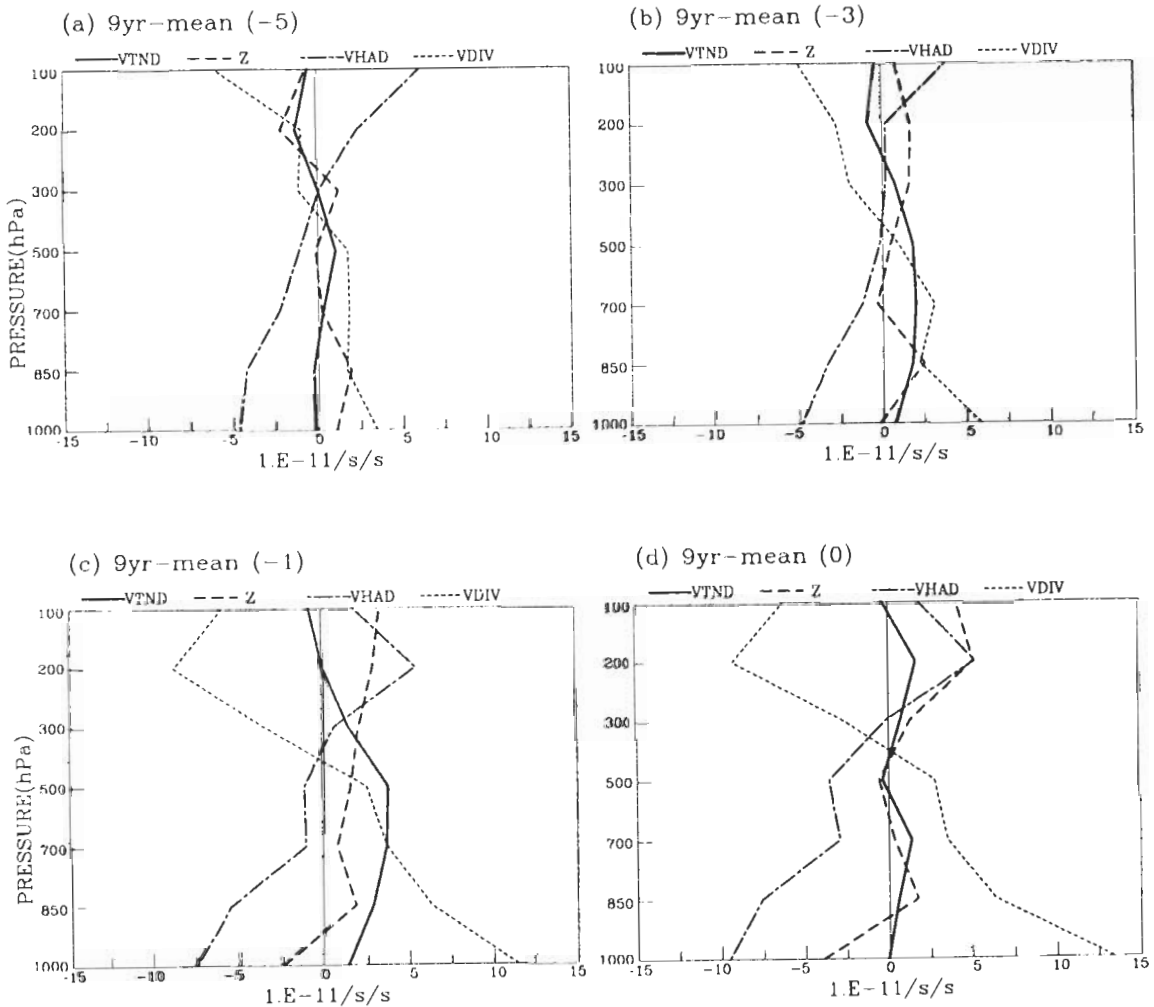 (a) 9yr-mean (-5)
VTND Z VHAD VDIV
100
200
300
500
700
850
1000
PRESSURE(hPa)
-15 -10 -5 0 5 10 15
1.E-11/s/s
(b) 9yr-mean (-3)
VTND Z VHAD VDIV
100
200
300
500
700
850
1000
-15 -10 -5 0 5 10 15
1.E-11/s/s
(c) 9yr-mean (-1)
VTND Z VHAD VDIV
100
200
300
500
700
850
1000
PRESSURE(hPa)
-15 -10 -5 0 5 10 15
1.E-11/s/s
(d) 9yr-mean (0)
VTND Z VHAD VDIV
100
200
300
500
700
850
1000
-15 -10 -5 0 5 10 15
1.E-11/s/s